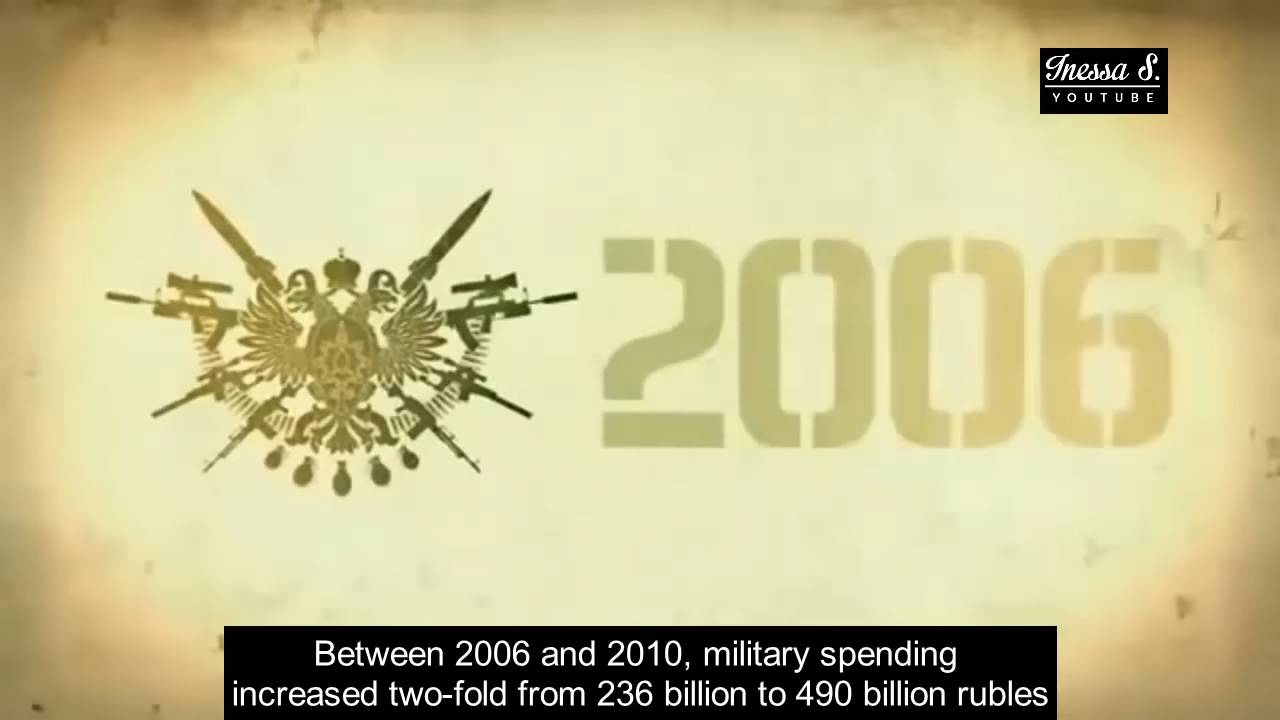 Inessa S.
YOUTUBE
2006
Between 2006 and 2010, military spending
increased two-fold from 236 billion to 490 billion rubles